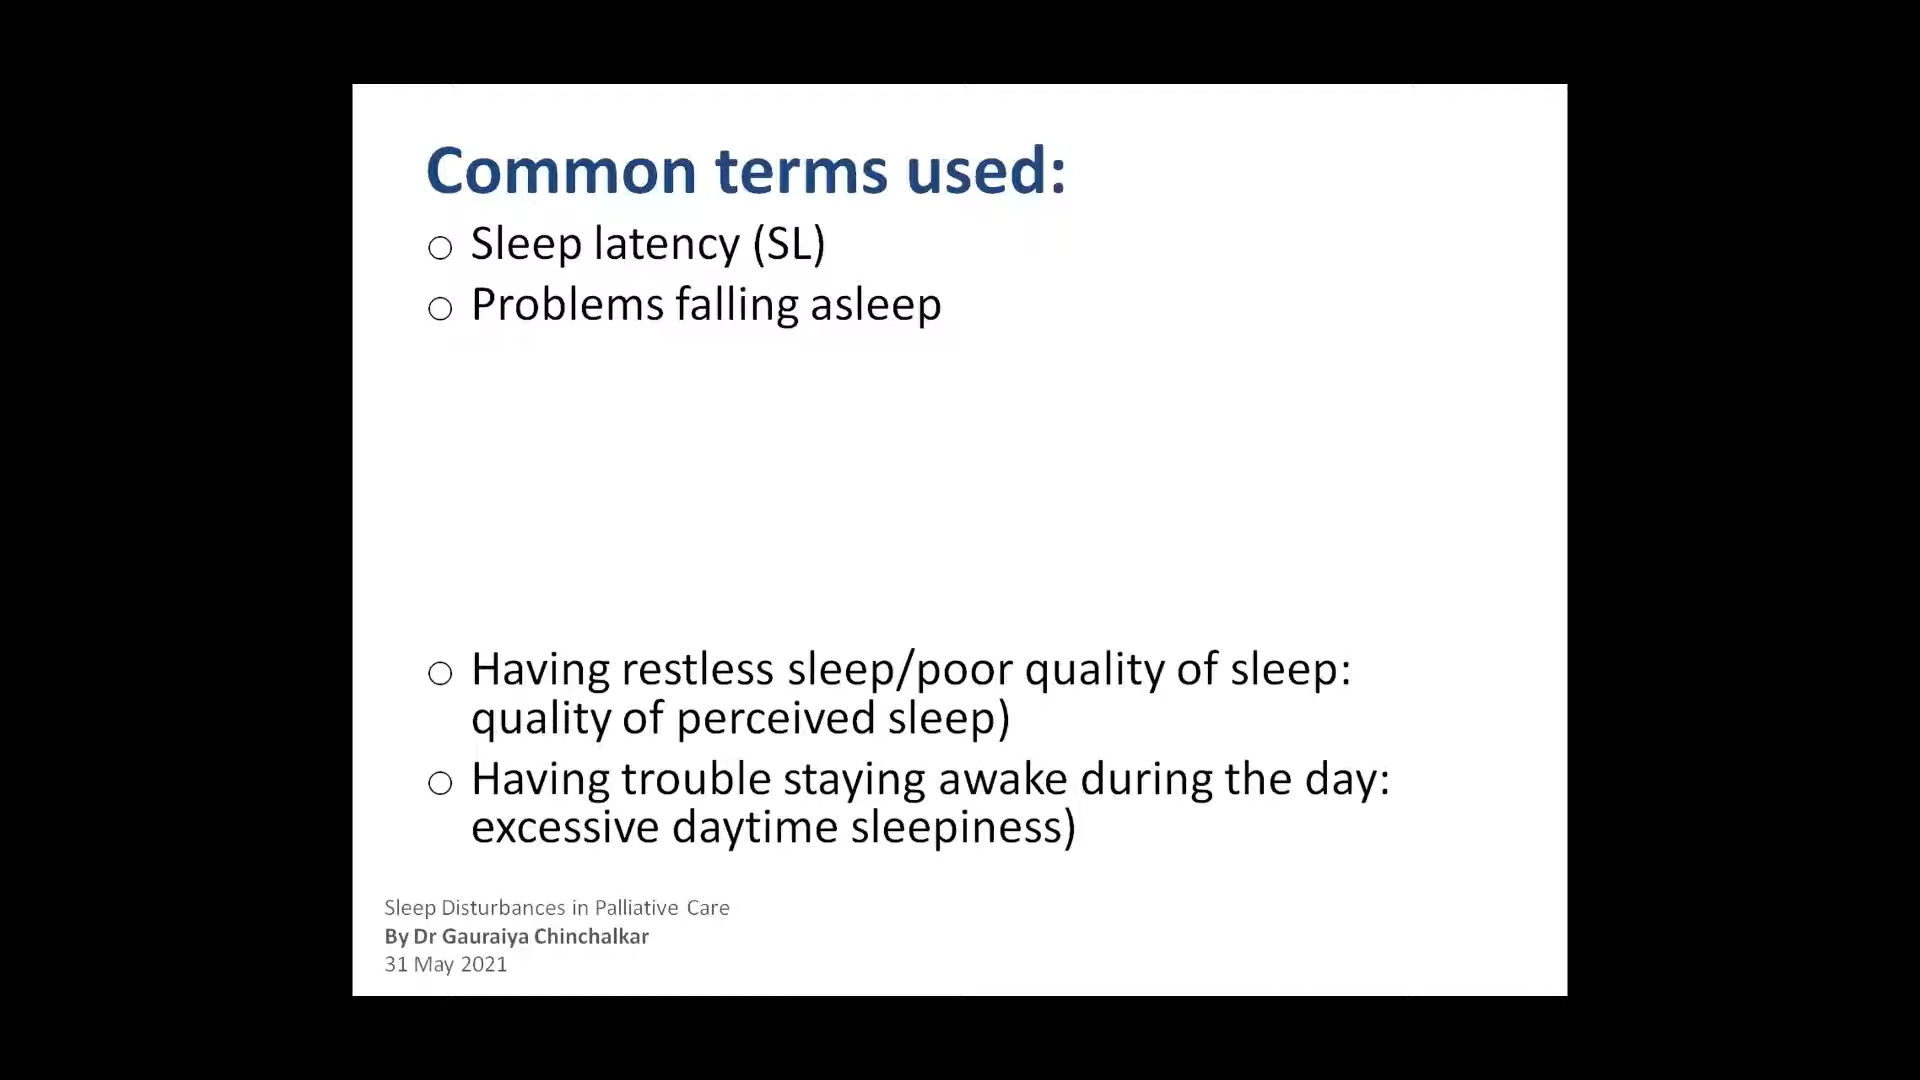 Common terms used:
○ Sleep latency (SL)
○ Problems falling asleep
○ Having restless sleep/poor quality of sleep:
quality of perceived sleep)
○ Having trouble staying awake during the day:
excessive daytime sleepiness)
Sleep Disturbances in Palliative Care
By Dr Gauraiya Chinchalkar
31 May 2021